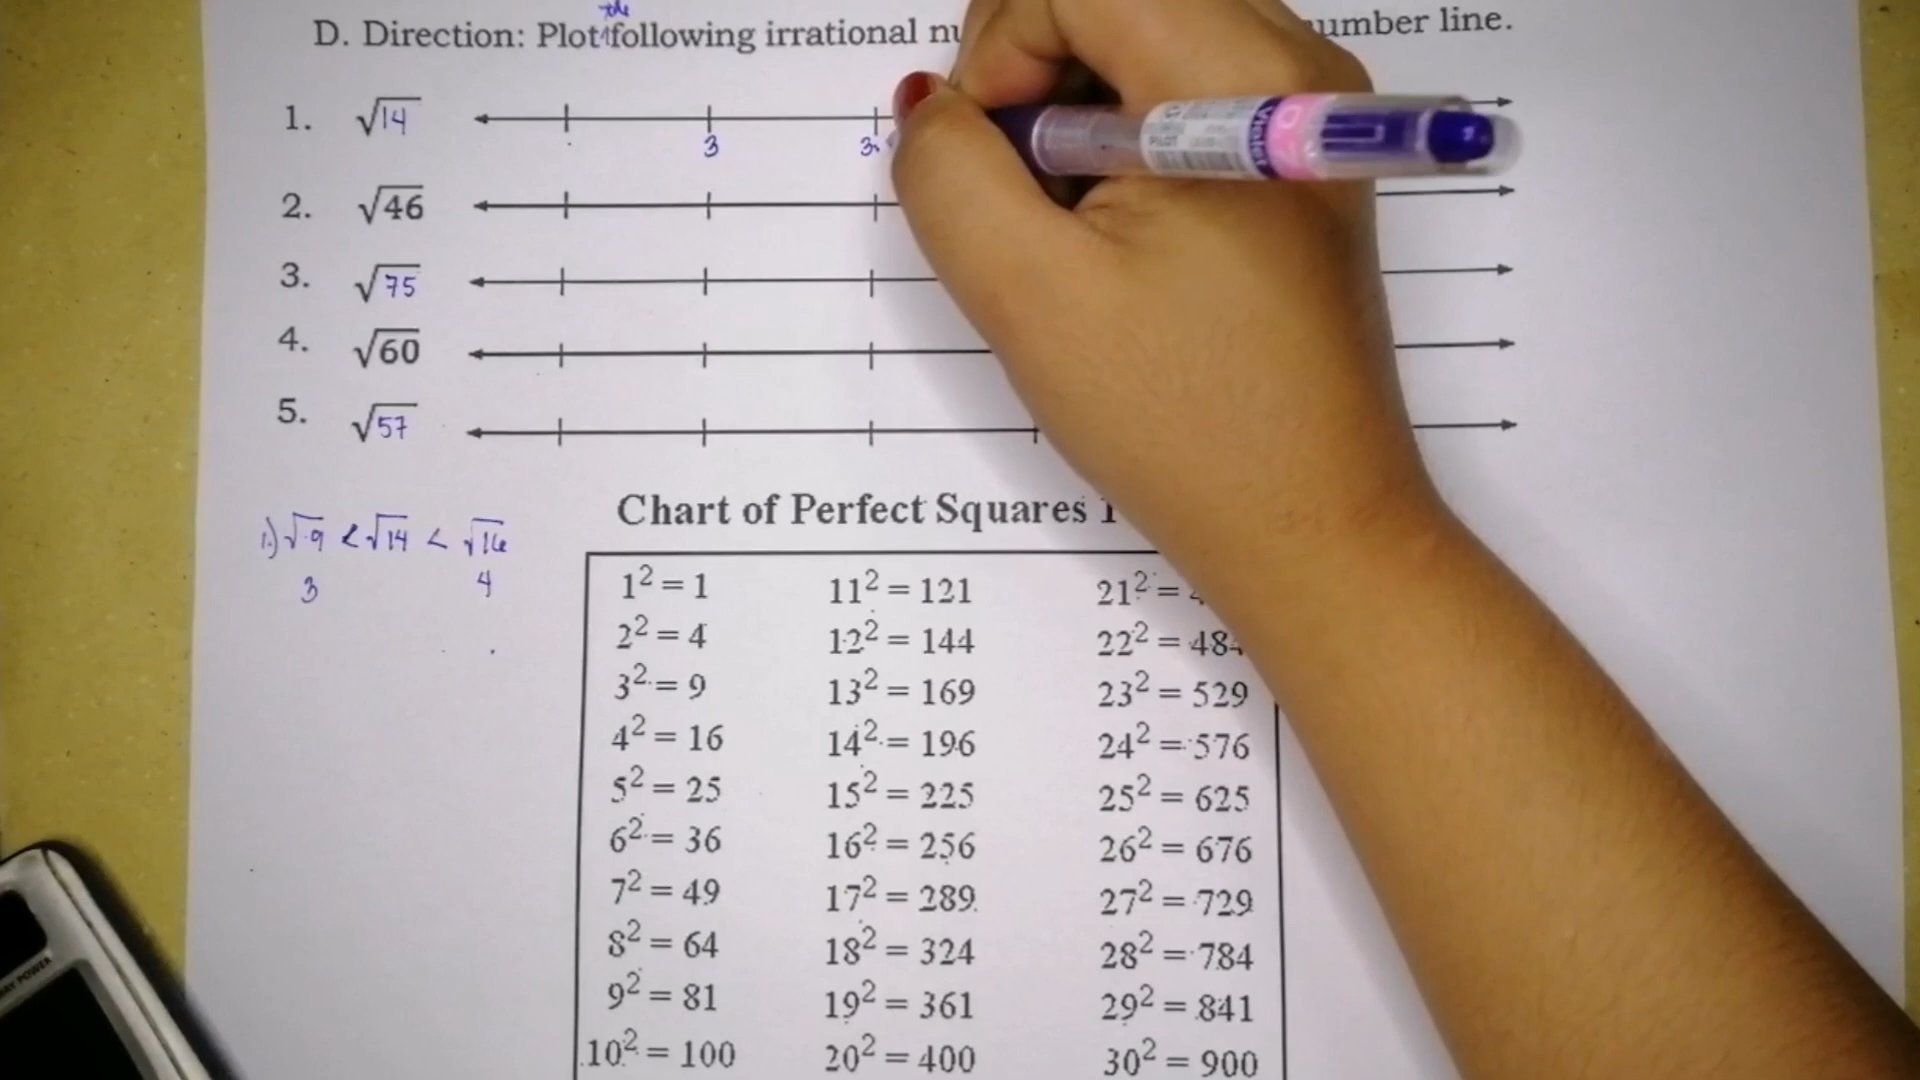 the
D. Direction: Plot following irrational umber line.
1. √14
3 3.
2. √46
3. √75
4. √60
5. √57
1.) √9 < √14 < √16
3 4
Chart of Perfect Squares
1² = 1 11² = 121 21² =
2² = 4 12² = 144 22² = 484
3² = 9 13² = 169 23² = 529
4² = 16 14² = 196 24² = 576
5² = 25 15² = 225 25² = 625
6² = 36 16² = 256 26² = 676
7² = 49 17² = 289 27² = 729
8² = 64 18² = 324 28² = 784
9² = 81 19² = 361 29² = 841
10² = 100 20² = 400 30² = 900
Violet
POWER